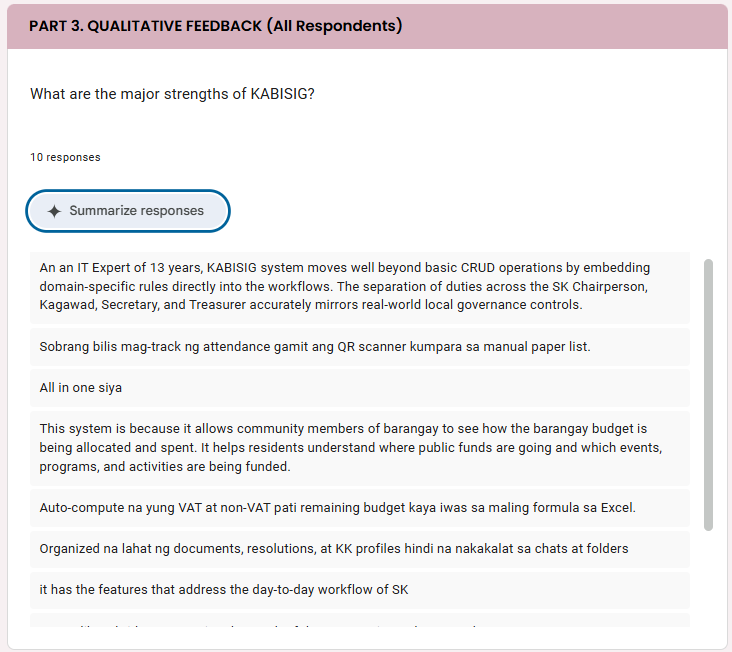 PART 3. QUALITATIVE FEEDBACK (All Respondents)
What are the major strengths of KABISIG?
10 responses
Summarize responses
An an IT Expert of 13 years, KABISIG system moves well beyond basic CRUD operations by embedding
domain-specific rules directly into the workflows. The separation of duties across the SK Chairperson,
Kagawad, Secretary, and Treasurer accurately mirrors real-world local governance controls.
Sobrang bilis mag-track ng attendance gamit ang QR scanner kumpara sa manual paper list.
All in one siya
This system is because it allows community members of barangay to see how the barangay budget is
being allocated and spent. It helps residents understand where public funds are going and which events,
programs, and activities are being funded.
Auto-compute na yung VAT at non-VAT pati remaining budget kaya iwas sa maling formula sa Excel.
Organized na lahat ng documents, resolutions, at KK profiles hindi na nakakalat sa chats at folders
it has the features that address the day-to-day workflow of SK